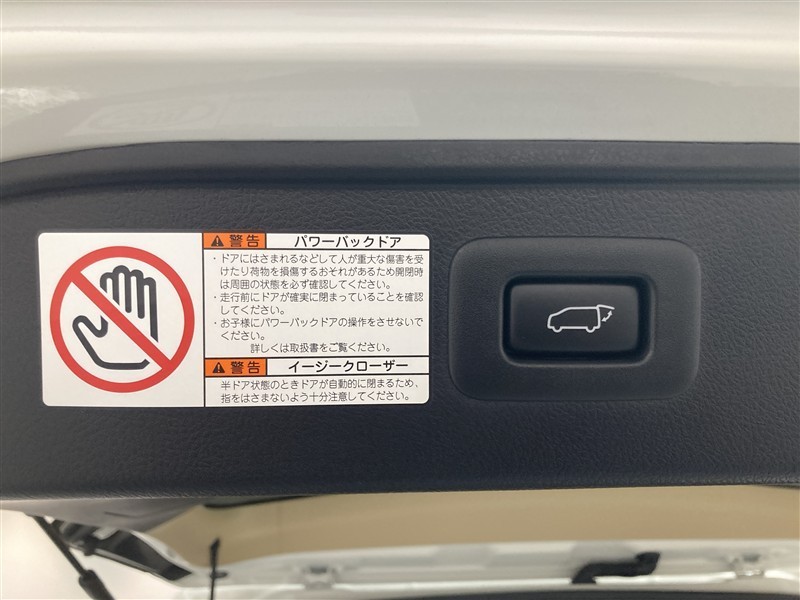 警告 パワーバックドア
・ドアにはさまれるなどして人が重大な傷害を受
けたり荷物を損傷するおそれがあるため開閉時
は周囲の状態を必ず確認してください。
・走行前にドアが確実に閉まっていることを確認
してください。
・お子様にパワーバックドアの操作をさせないで
ください。
詳しくは取扱書をご覧ください。
警告 イージークローザー
半ドア状態のときドアが自動的に閉まるため、
指をはさまないよう十分注意してください。